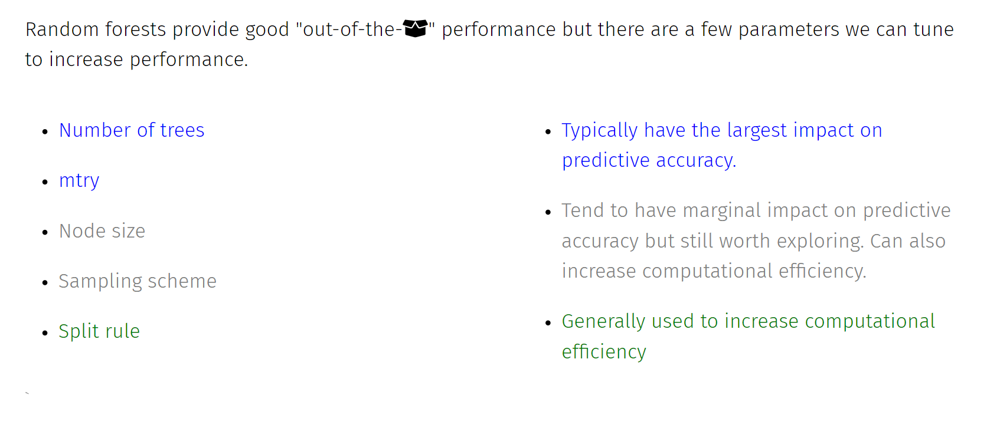 Random forests provide good "out-of-the-" performance but there are a few parameters we can tune
to increase performance.
• Number of trees
• mtry
• Node size
• Sampling scheme
• Split rule
• Typically have the largest impact on
predictive accuracy.
• Tend to have marginal impact on predictive
accuracy but still worth exploring. Can also
increase computational efficiency.
• Generally used to increase computational
efficiency
`